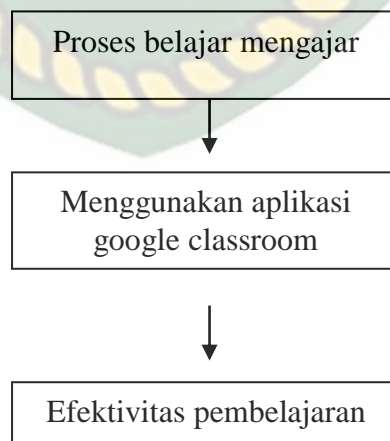 Proses belajar mengajar
Menggunakan aplikasi
google classroom
Efektivitas pembelajaran